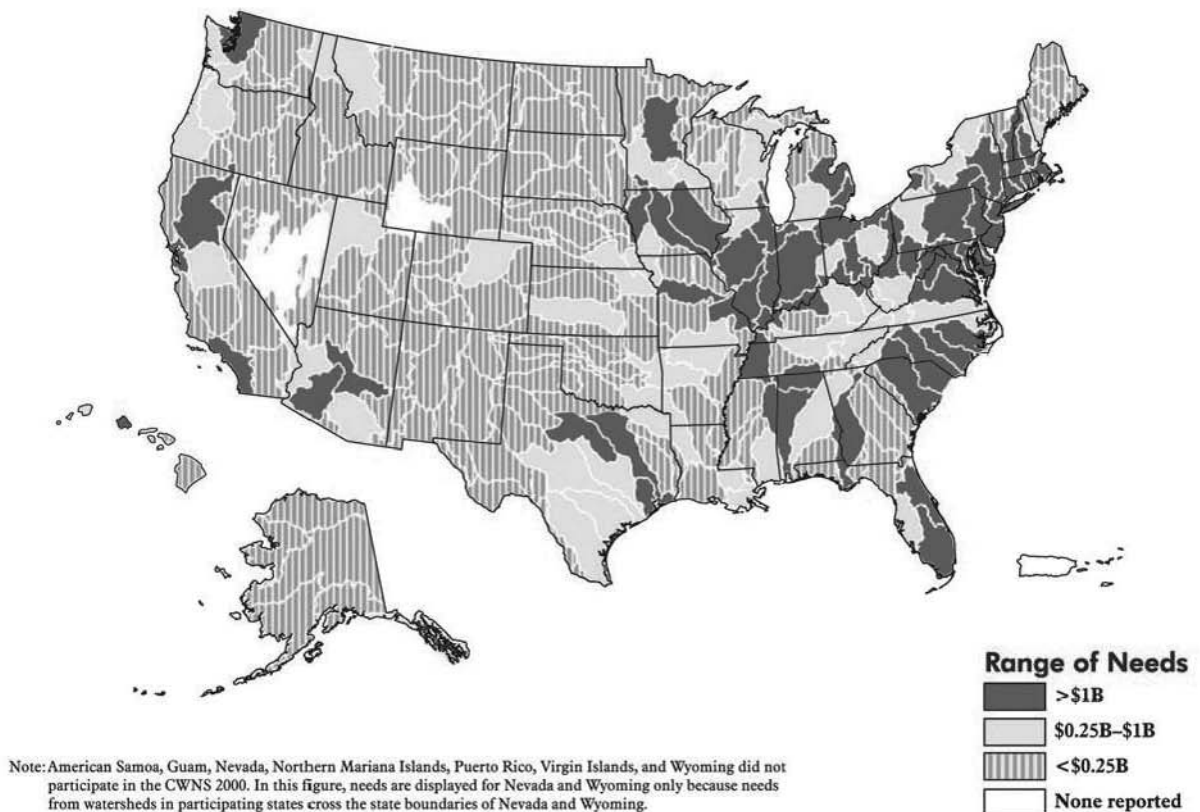 Range of Needs
>$1B
$0.25B–$1B
<$0.25B
None reported
Note: American Samoa, Guam, Nevada, Northern Mariana Islands, Puerto Rico, Virgin Islands, and Wyoming did not
participate in the CWNS 2000. In this figure, needs are displayed for Nevada and Wyoming only because needs
from watersheds in participating states cross the state boundaries of Nevada and Wyoming.